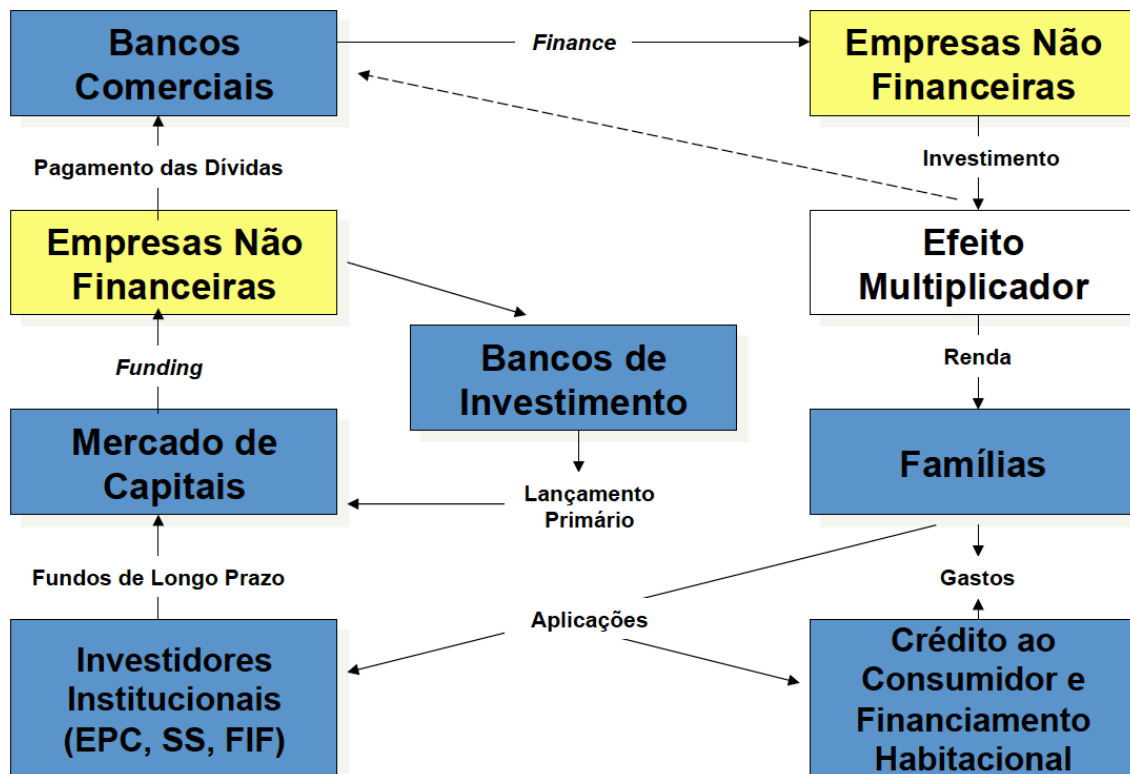 Bancos
Comerciais
Finance
Empresas Não
Financeiras
Pagamento das Dívidas
Investimento
Empresas Não
Financeiras
Efeito
Multiplicador
Funding
Bancos de
Investimento
Renda
Mercado de
Capitais
Lançamento
Primário
Famílias
Fundos de Longo Prazo
Aplicações
Gastos
Investidores
Institucionais
(EPC, SS, FIF)
Crédito ao
Consumidor e
Financiamento
Habitacional